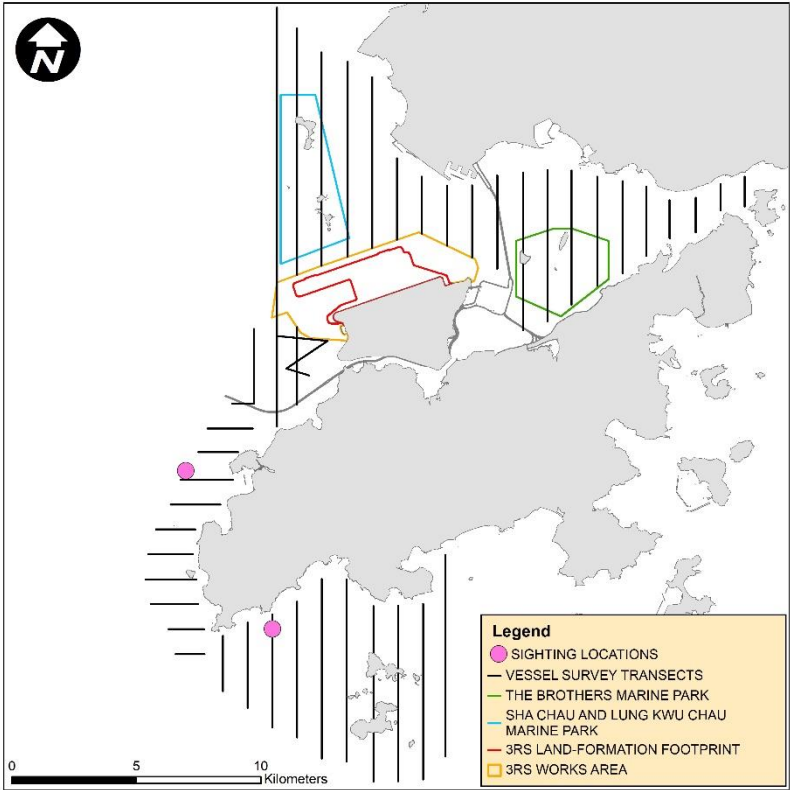 N
Legend
SIGHTING LOCATIONS
VESSEL SURVEY TRANSECTS
THE BROTHERS MARINE PARK
SHA CHAU AND LUNG KWU CHAU
MARINE PARK
3RS LAND-FORMATION FOOTPRINT
3RS WORKS AREA
0 5 10
Kilometers